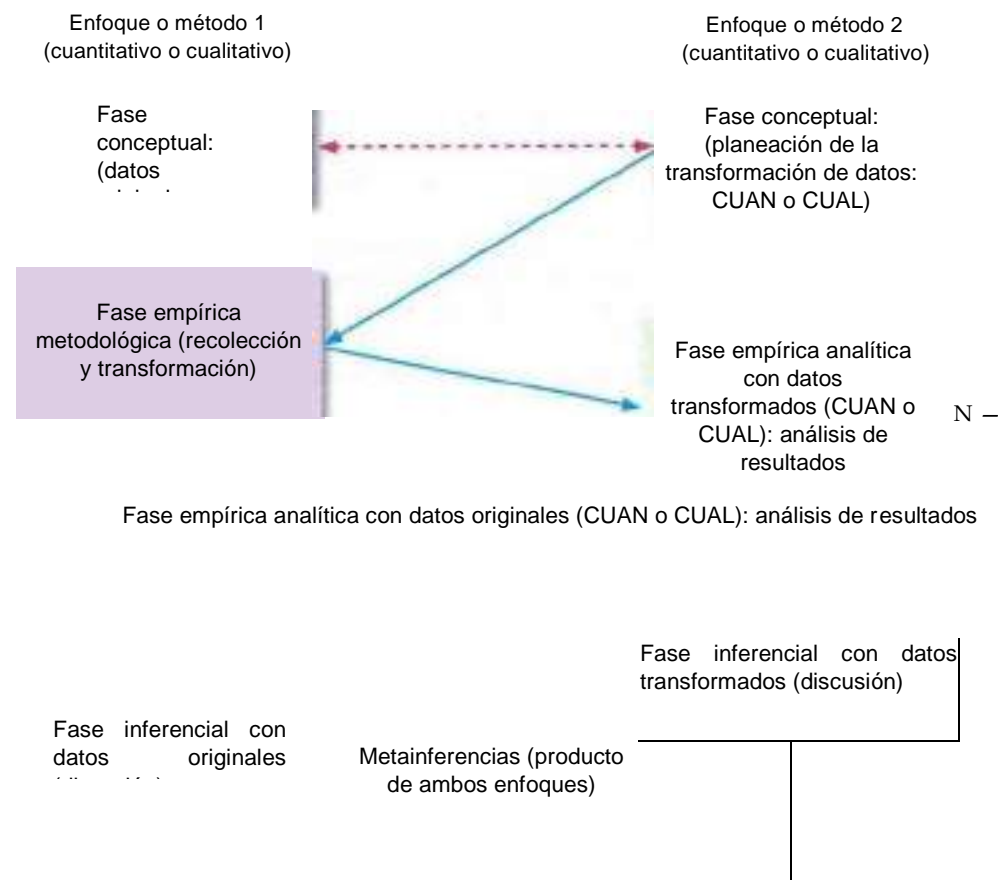 Enfoque o método 1
(cuantitativo o cualitativo)
Enfoque o método 2
(cuantitativo o cualitativo)
Fase
conceptual:
(datos
Fase conceptual:
(planeación de la
transformación de datos:
CUAN o CUAL)
Fase empírica
metodológica (recolección
y transformación)
Fase empírica analítica
con datos
transformados (CUAN o
CUAL): análisis de
resultados
N –
Fase empírica analítica con datos originales (CUAN o CUAL): análisis de resultados
Fase inferencial con datos
transformados (discusión)
Fase inferencial con
datos originales
Metainferencias (producto
de ambos enfoques)